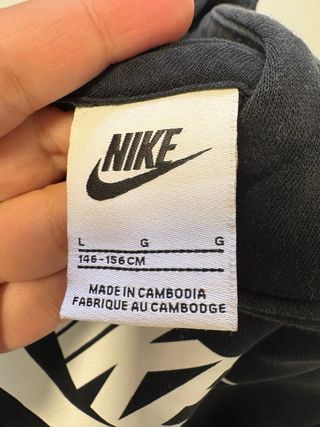 NIKE
L G G
146-156CM
MADE IN CAMBODIA
FABRIQUE AU CAMBODGE